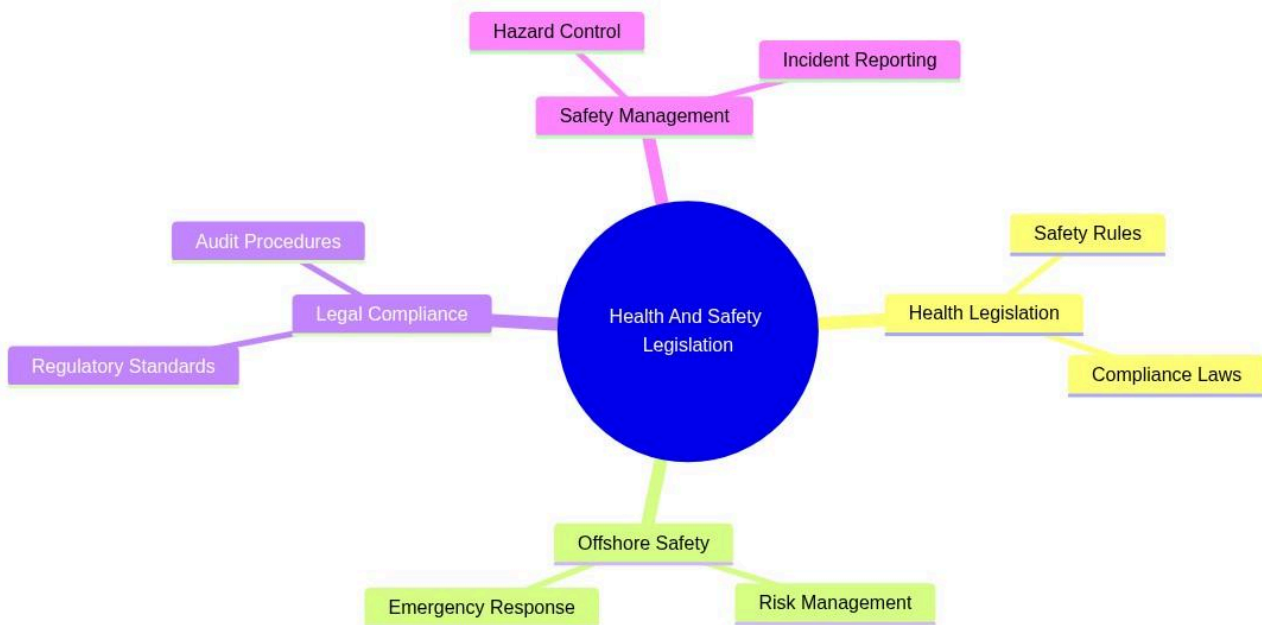 Hazard Control
Incident Reporting
Safety Management
Audit Procedures
Safety Rules
Legal Compliance
Health And Safety
Legislation
Health Legislation
Regulatory Standards
Compliance Laws
Offshore Safety
Emergency Response
Risk Management